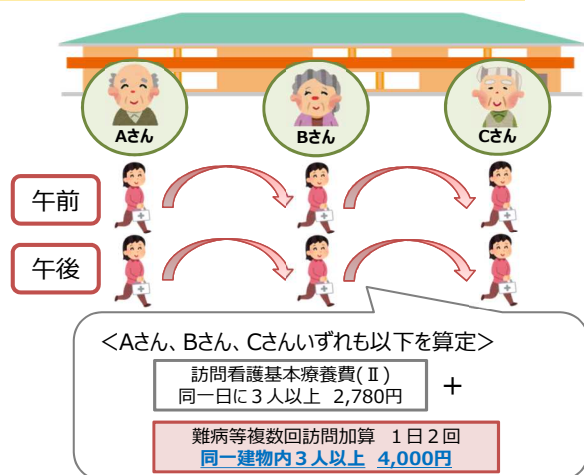 Aさん
Bさん
Cさん
午前
午後
＜Aさん、Bさん、Cさんいずれも以下を算定＞
訪問看護基本療養費(Ⅱ)
同一日に３人以上 2,780円
＋
難病等複数回訪問加算　１日２回
同一建物内３人以上 4,000円